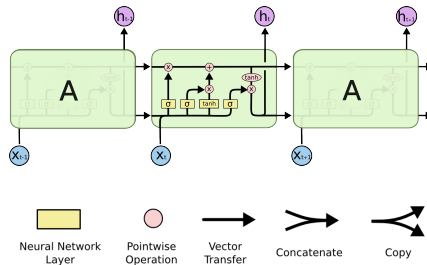 hₜ₋₁ hₜ hₜ₊₁
A A
x + tanh
x x
σ σ tanh σ
Xₜ₋₁ Xₜ Xₜ₊₁
Neural Network Layer
Pointwise Operation
Vector Transfer
Concatenate
Copy